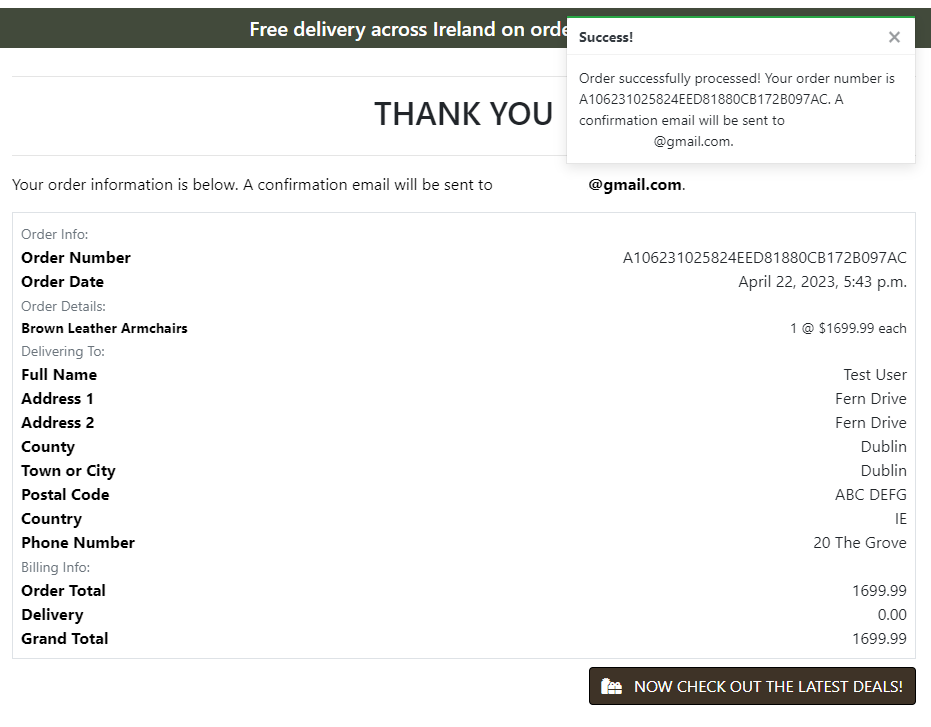 Free delivery across Ireland on orde
Success!
Order successfully processed! Your order number is
A106231025824EED81880CB172B097AC. A
confirmation email will be sent to
@gmail.com.
THANK YOU
Your order information is below. A confirmation email will be sent to @gmail.com.
Order Info:
Order Number A106231025824EED81880CB172B097AC
Order Date April 22, 2023, 5:43 p.m.
Order Details:
Brown Leather Armchairs 1 @ $1699.99 each
Delivering To:
Full Name Test User
Address 1 Fern Drive
Address 2 Fern Drive
County Dublin
Town or City Dublin
Postal Code ABC DEFG
Country IE
Phone Number 20 The Grove
Billing Info:
Order Total 1699.99
Delivery 0.00
Grand Total 1699.99
NOW CHECK OUT THE LATEST DEALS!